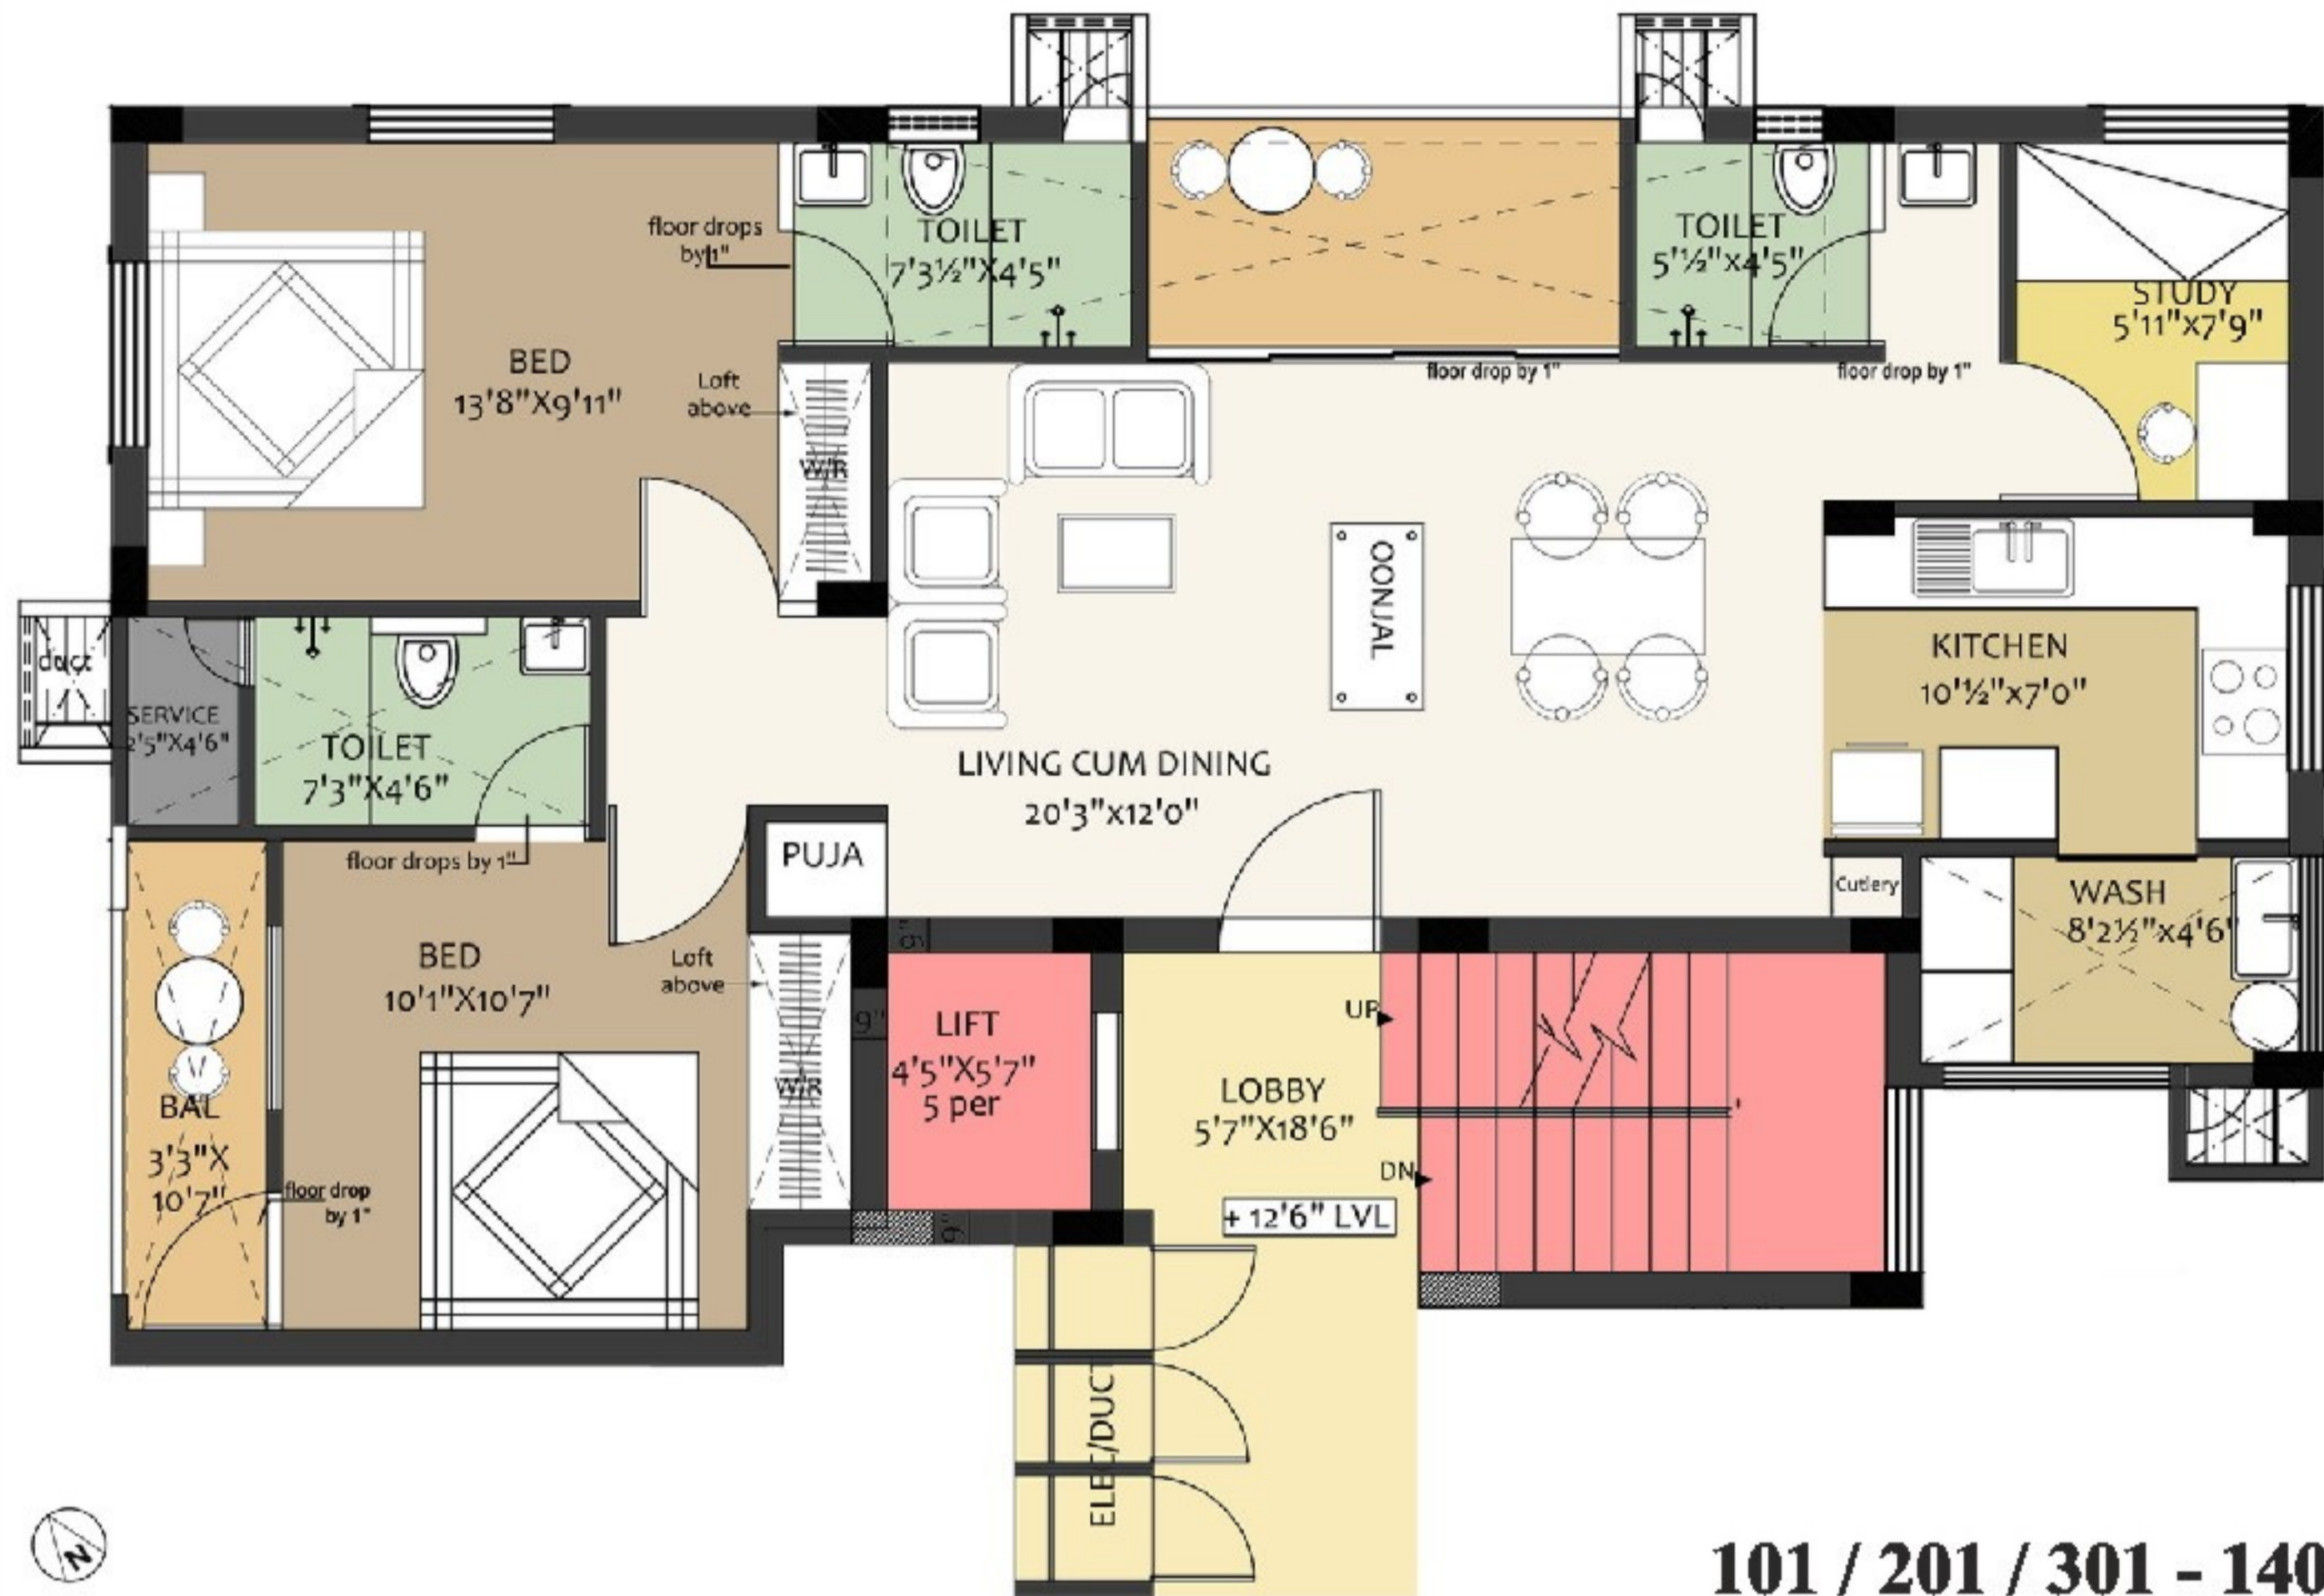 floor drops
by 1"
TOILET
7'3½"X4'5"
TOILET
5'½"x4'5"
STUDY
5'11"x7'9"
BED
13'8"X9'11"
Loft
above
W/R
floor drop by 1"
floor drop by 1"
OONJAL
KITCHEN
10'½"x7'0"
duct
SERVICE
2'5"X4'6"
TOILET
7'3"X4'6"
LIVING CUM DINING
20'3"x12'0"
floor drops by 1"
PUJA
Cutlery
WASH
8'2½"x4'6"
BED
10'1"X10'7"
Loft
above
W/R
9"
9"
LIFT
4'5"X5'7"
5 per
UP
LOBBY
5'7"X18'6"
DN
+ 12'6" LVL
9"
BAL
3'3"X
10'7"
floor drop
by 1"
ELEC/DUCT
N
101 / 201 / 301 - 140